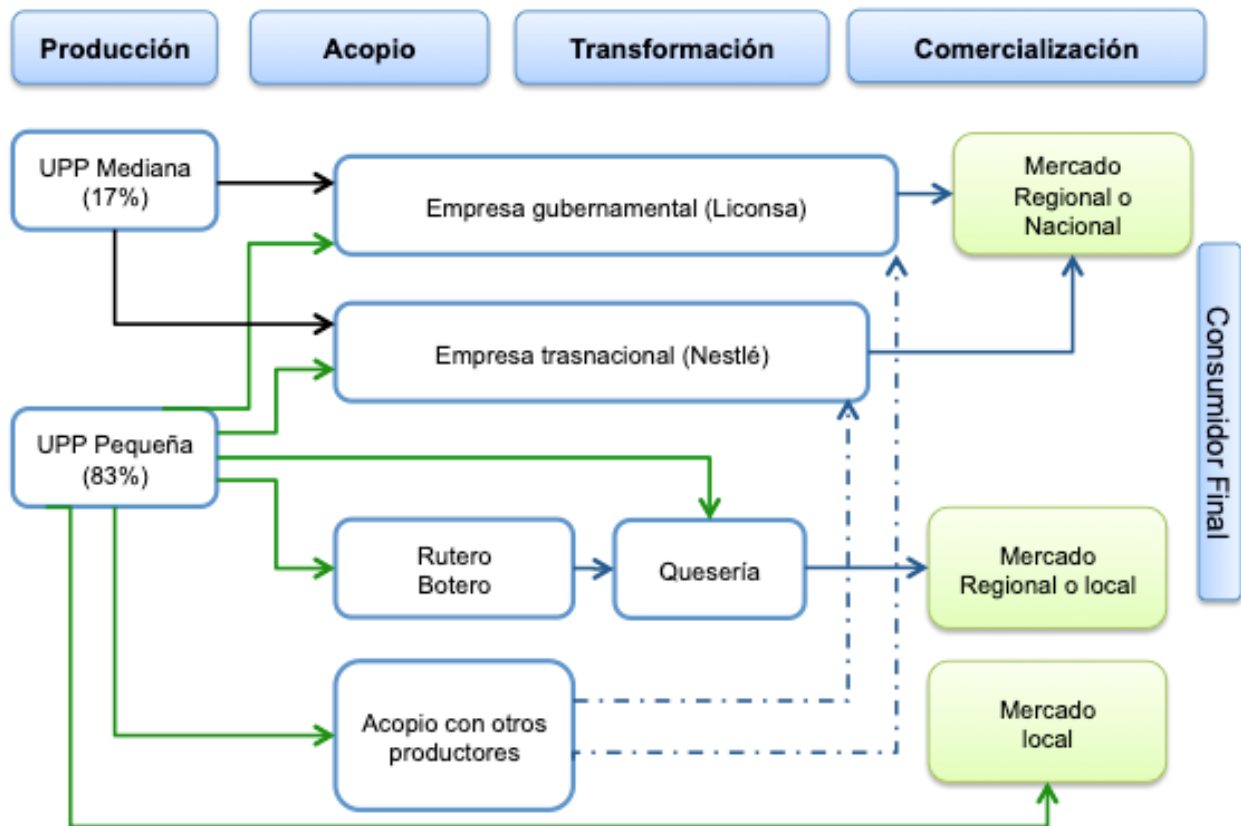 Producción
Acopio
Transformación
Comercialización
UPP Mediana
(17%)
Empresa gubernamental (Liconsa)
Mercado
Regional o
Nacional
Empresa trasnacional (Nestlé)
Consumidor Final
UPP Pequeña
(83%)
Rutero
Botero
Quesería
Mercado
Regional o local
Acopio con otros
productores
Mercado
local